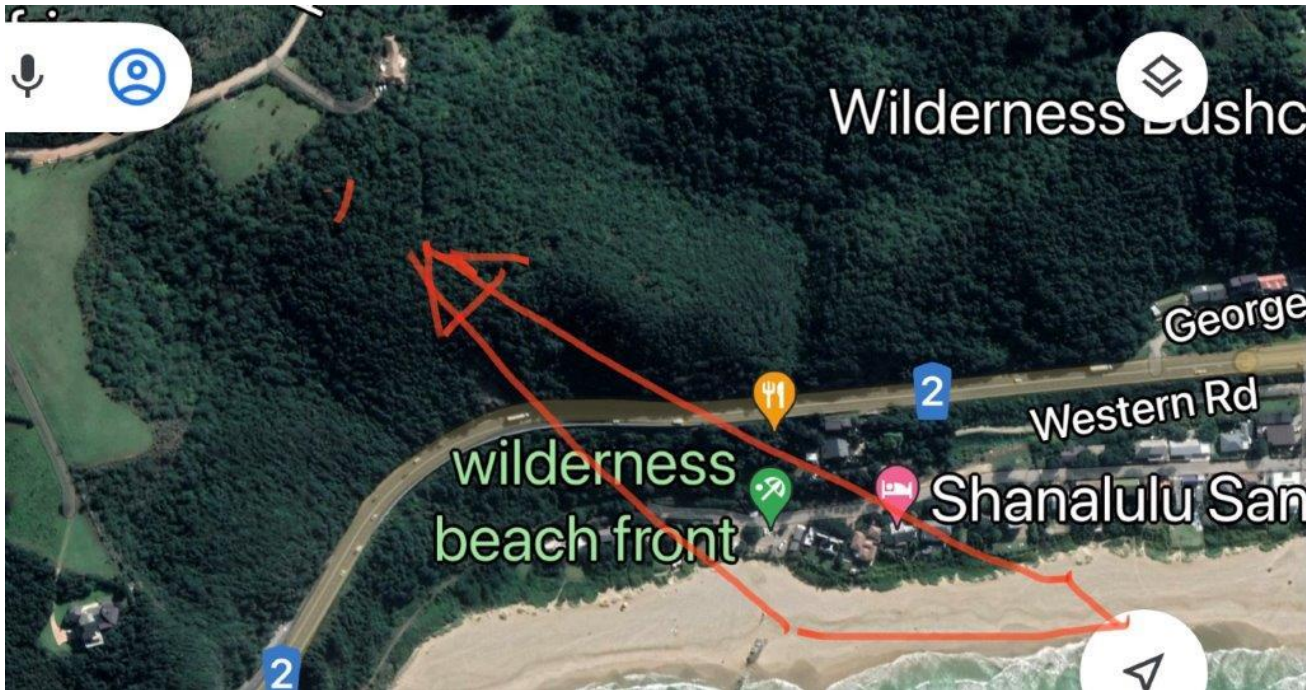 Wilderness Bushc
George
2
Western Rd
wilderness
beach front
Shanalulu San
2